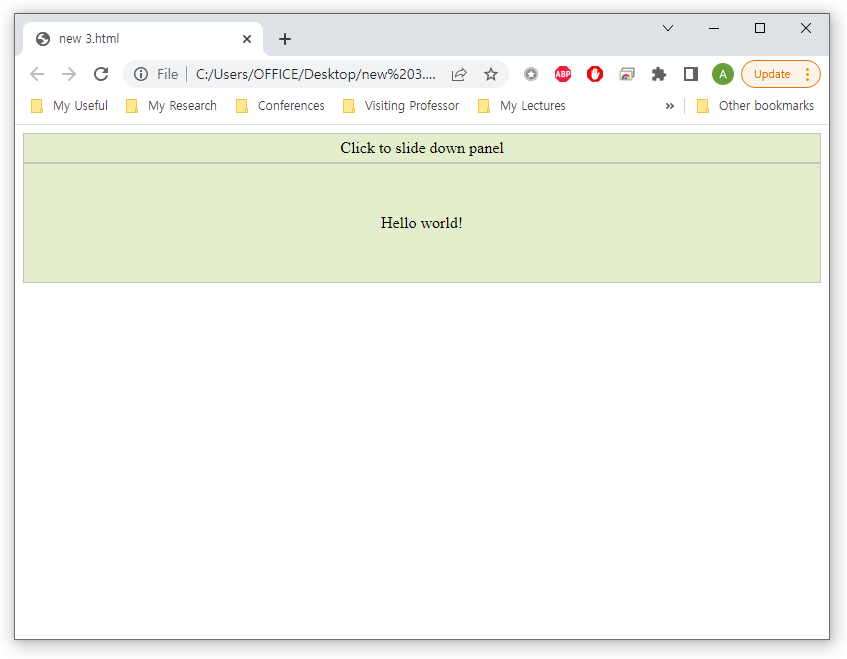 new 3.html
File | C:/Users/OFFICE/Desktop/new%203.... ABP A Update
My Useful My Research Conferences Visiting Professor My Lectures » Other bookmarks
Click to slide down panel
Hello world!